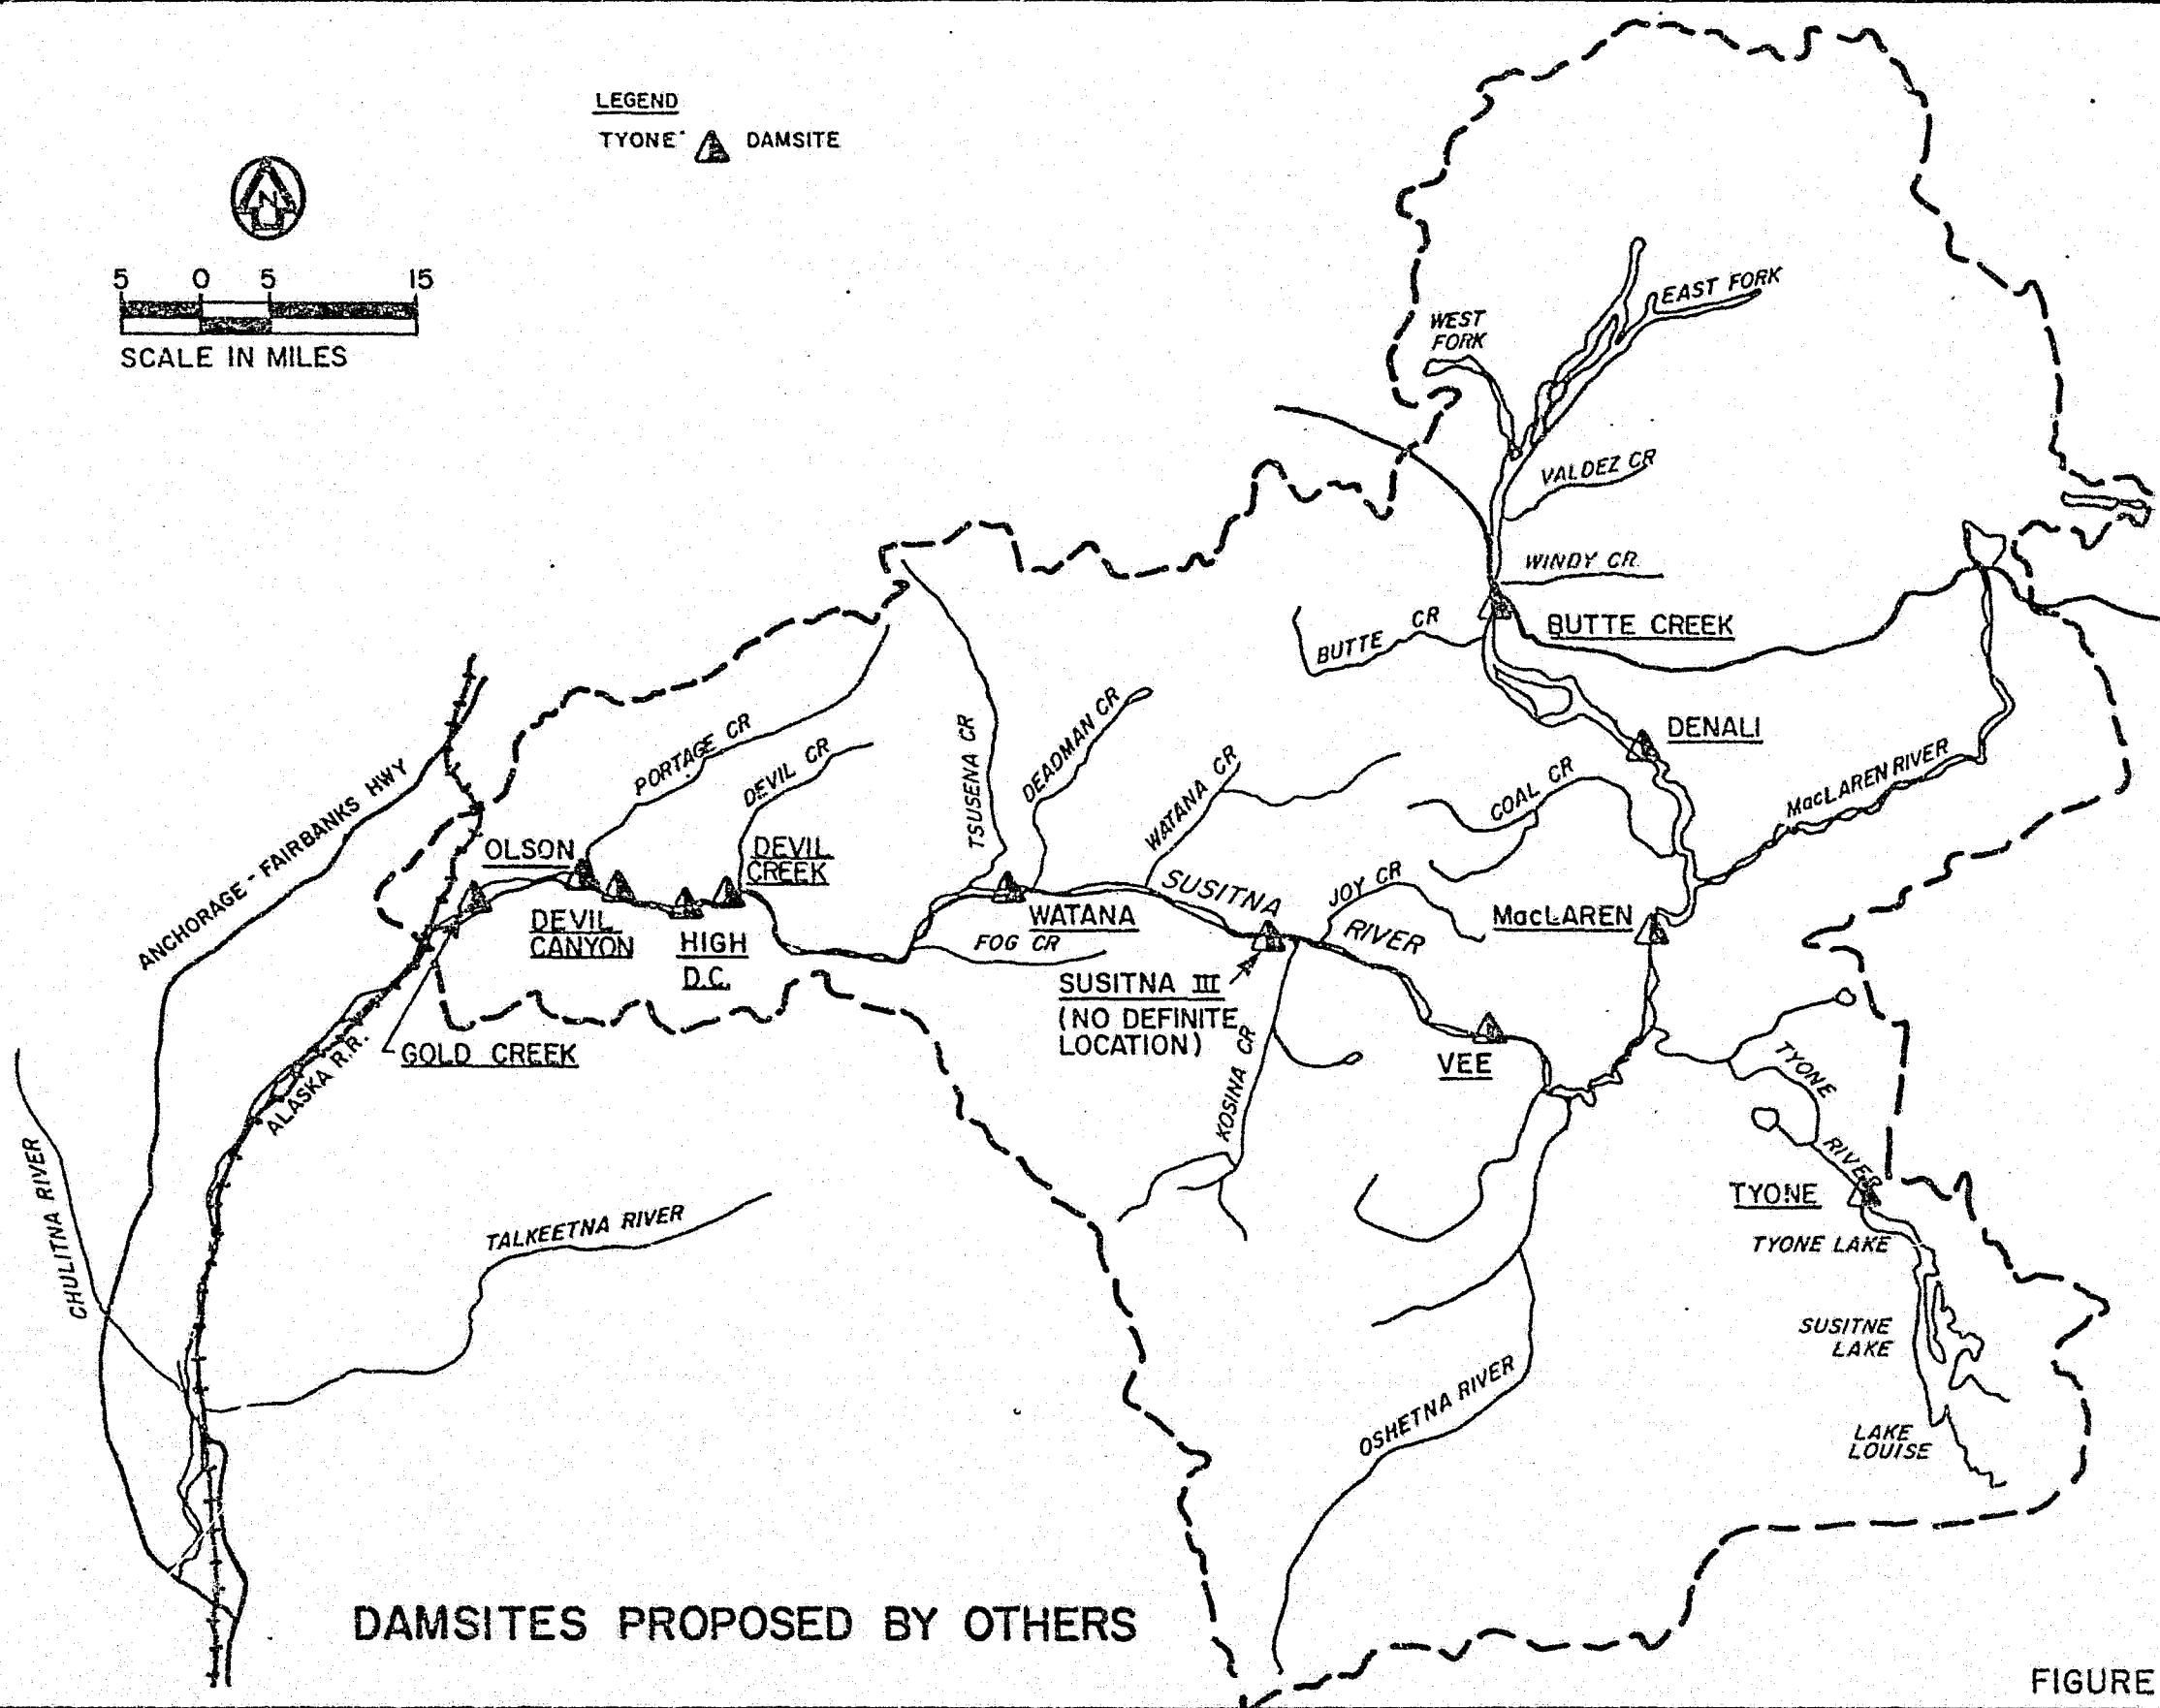 LEGEND
TYONE DAMSITE
N
5 0 5 15
SCALE IN MILES
WEST
FORK
EAST FORK
VALDEZ CR
WINDY CR.
BUTTE CR
BUTTE CREEK
DENALI
MacLAREN RIVER
COAL CR
ANCHORAGE - FAIRBANKS HWY
PORTAGE CR
DEVIL CR
TSUSENA CR
DEADMAN CR
WATANA CR
OLSON
DEVIL
CREEK
DEVIL
CANYON
HIGH
D.C.
WATANA
FOG CR
SUSITNA
RIVER
JOY CR
MacLAREN
SUSITNA III
(NO DEFINITE
LOCATION)
VEE
GOLD CREEK
ALASKA R.R.
KOSINA CR
TYONE
RIVER
TYONE
TYONE LAKE
SUSITNE
LAKE
LAKE
LOUISE
OSHETNA RIVER
CHULITNA RIVER
TALKEETNA RIVER
DAMSITES PROPOSED BY OTHERS
FIGURE